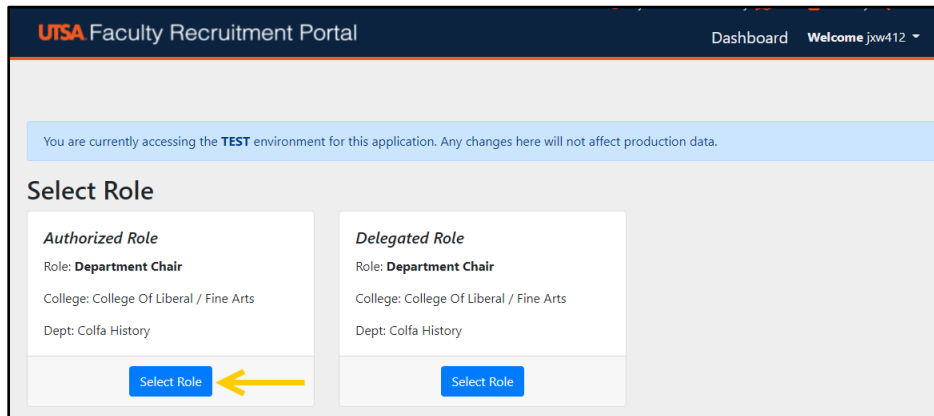 UTSA Faculty Recruitment Portal
Dashboard Welcome jxw412
You are currently accessing the TEST environment for this application. Any changes here will not affect production data.
Select Role
Authorized Role
Role: Department Chair
College: College Of Liberal / Fine Arts
Dept: Colfa History
Select Role
Delegated Role
Role: Department Chair
College: College Of Liberal / Fine Arts
Dept: Colfa History
Select Role